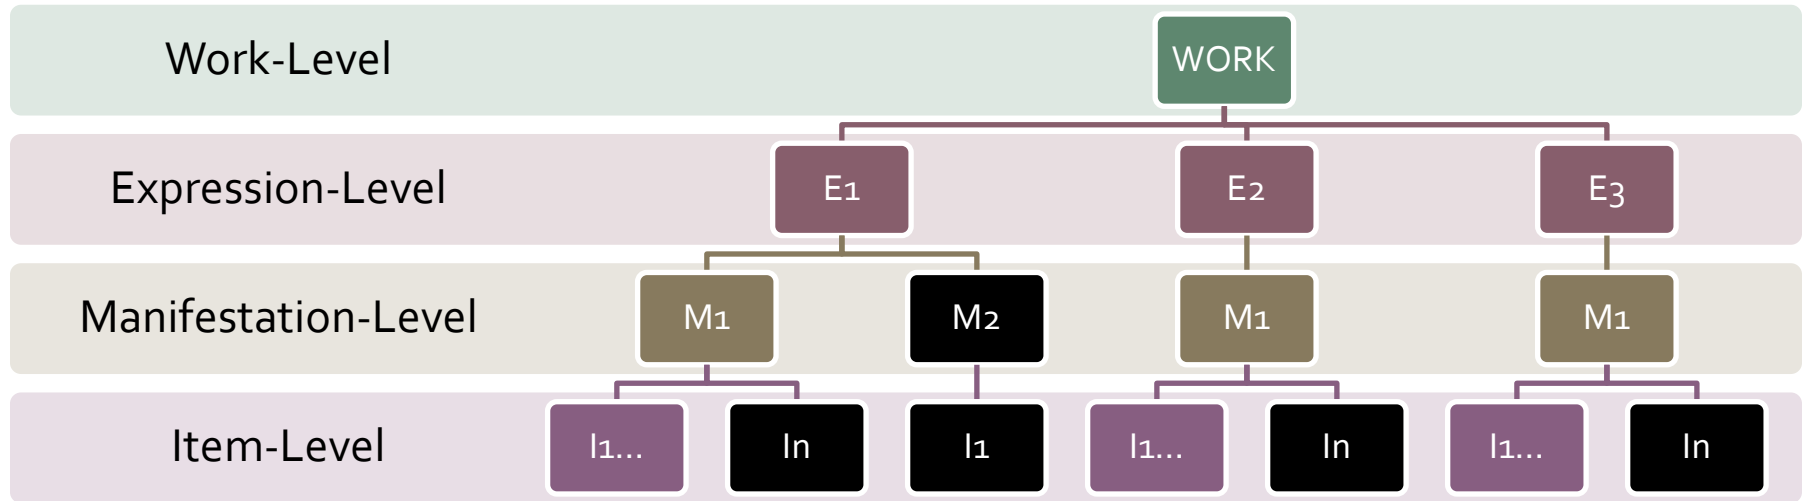 Work-Level
WORK
Expression-Level
E1
E2
E3
Manifestation-Level
M1
M2
M1
M1
Item-Level
I1...
In
I1
I1...
In
I1...
In